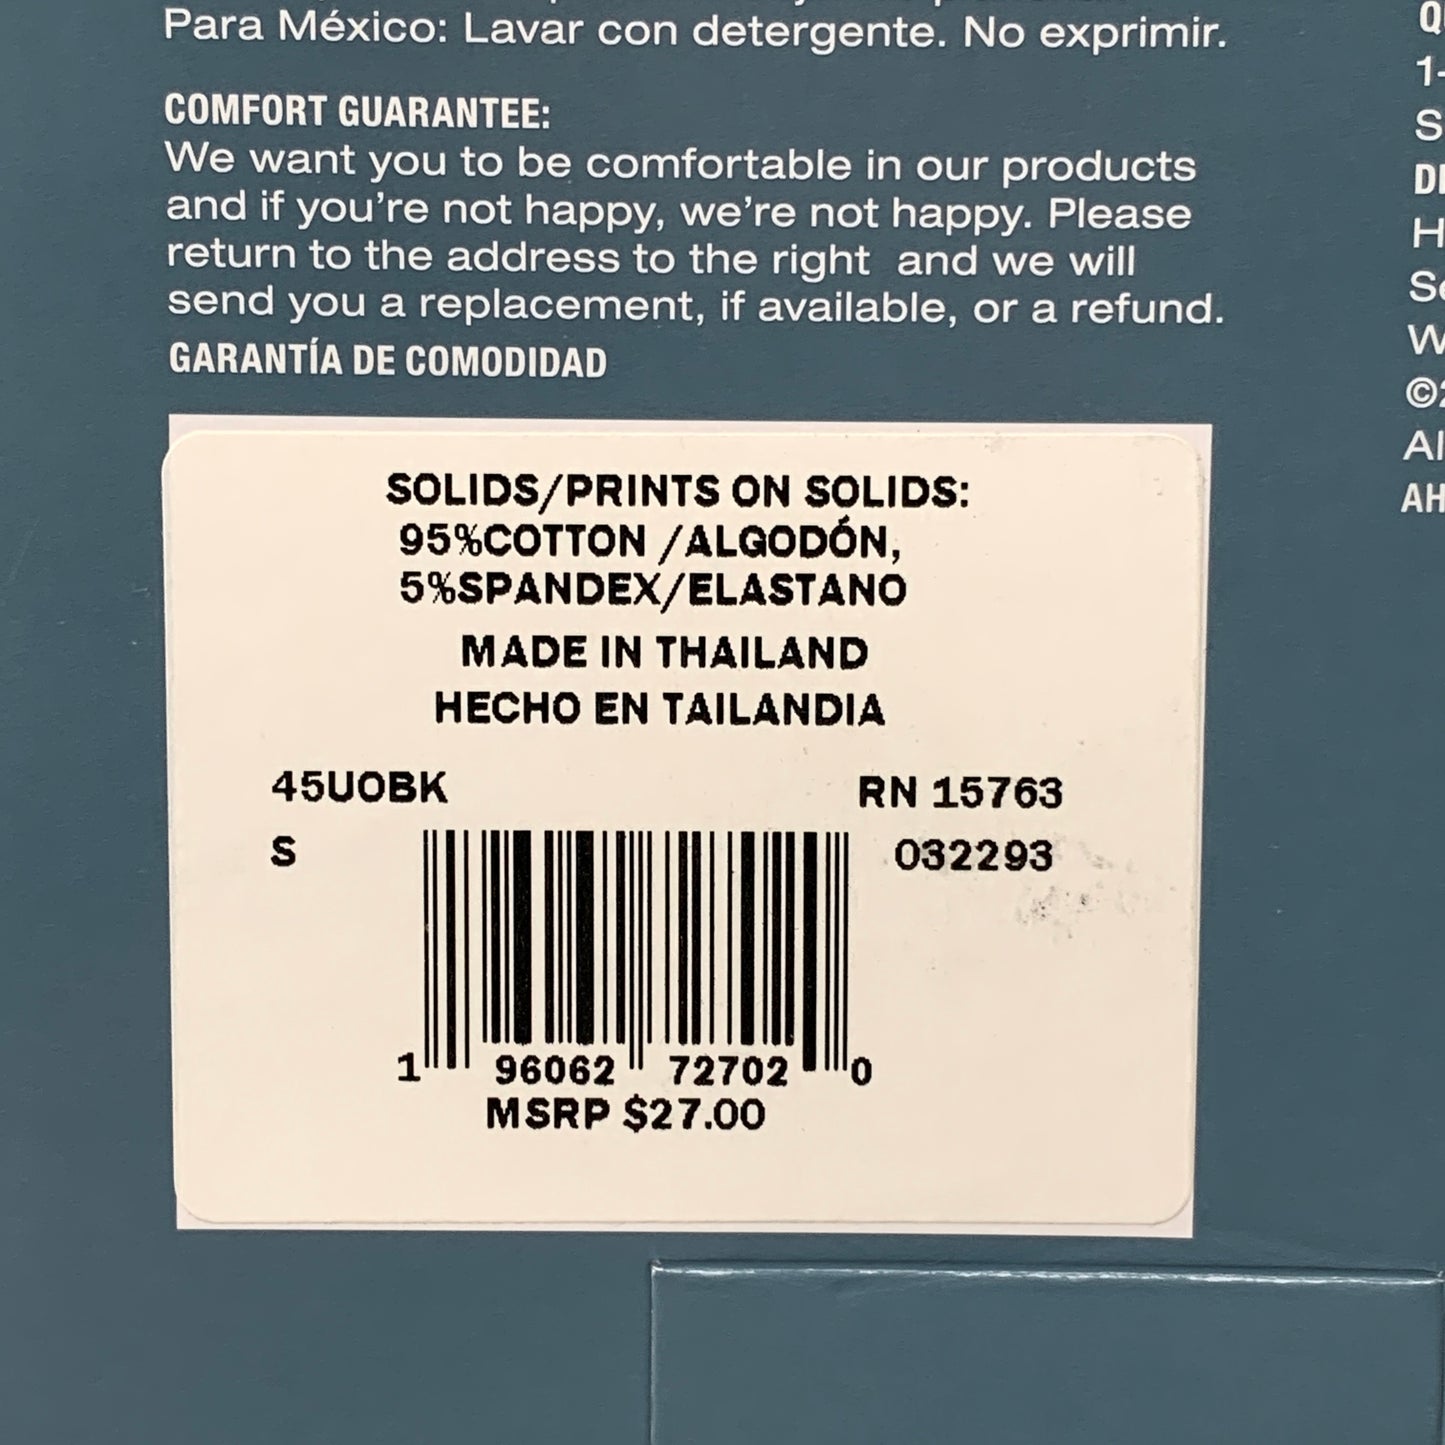 Para México: Lavar con detergente. No exprimir.
COMFORT GUARANTEE:
We want you to be comfortable in our products
and if you're not happy, we're not happy. Please
return to the address to the right and we will
send you a replacement, if available, or a refund.
GARANTÍA DE COMODIDAD
SOLIDS/PRINTS ON SOLIDS:
95%COTTON /ALGODÓN,
5%SPANDEX/ELASTANO
MADE IN THAILAND
HECHO EN TAILANDIA
45UOBK
RN 15763
S
032293
1 96062 72702 0
MSRP $27.00